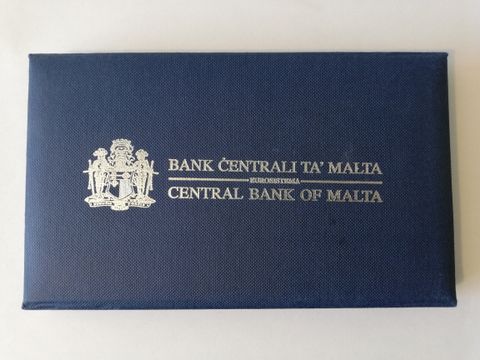 BANK ĊENTRALI TA' MALTA
EUROSISTEMA
CENTRAL BANK OF MALTA